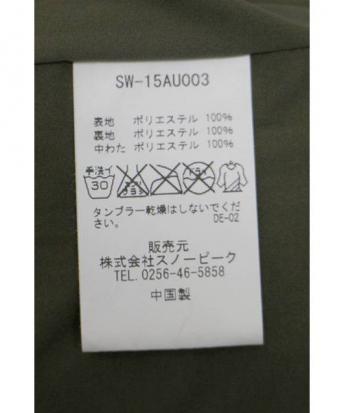 SW-15AU003
表地 ポリエステル 100%
裏地 ポリエステル 100%
中わた ポリエステル 100%
手洗イ
30
ドライ
タンブラー乾燥はしないでください
DE-02
販売元
株式会社スノーピーク
TEL.0256-46-5858
中国製